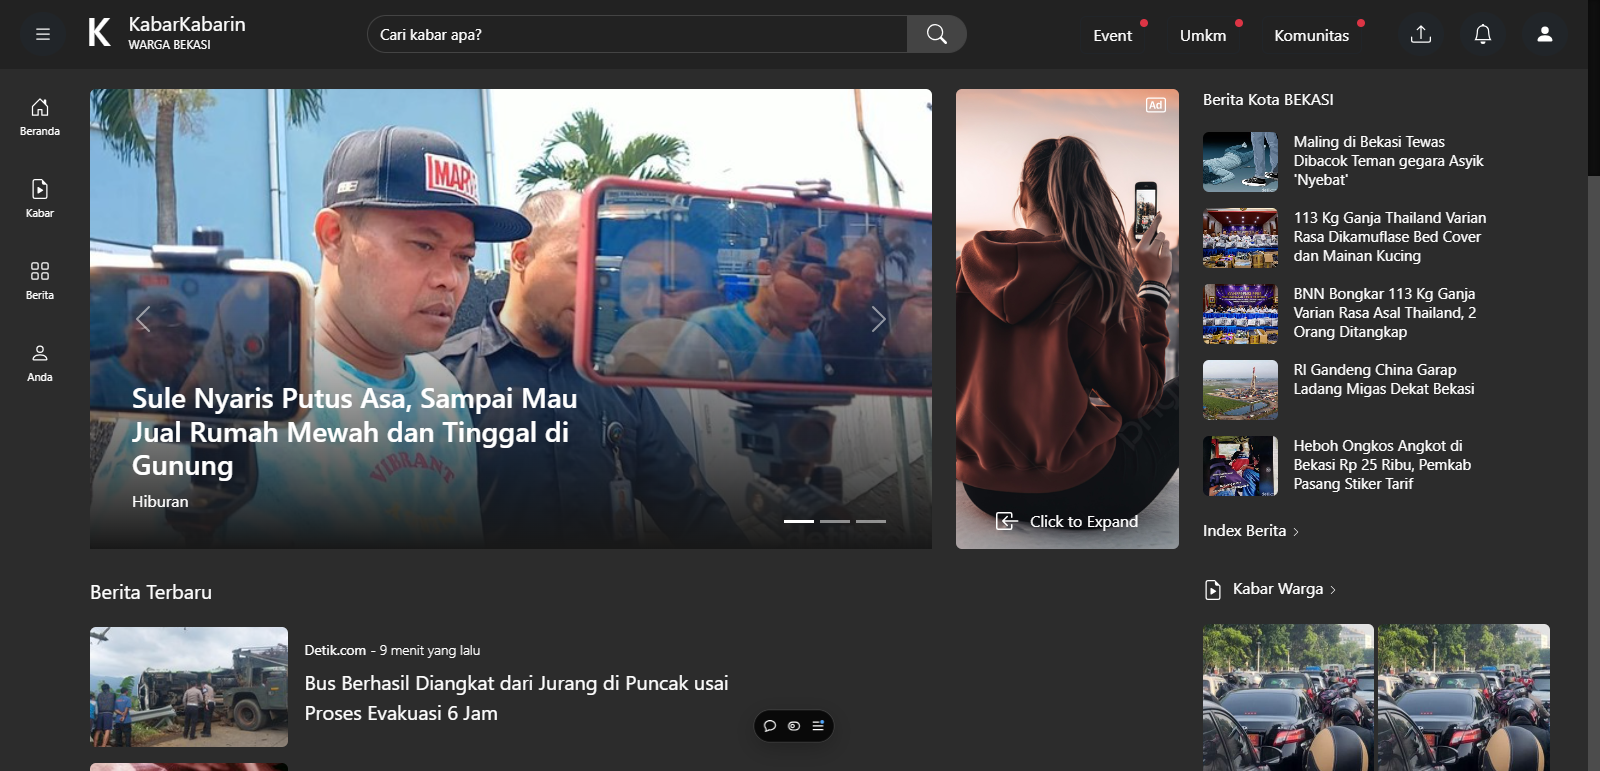 K
KabarKabarin
WARGA BEKASI
Cari kabar apa?
Event
Umkm
Komunitas
Beranda
Kabar
Berita
Anda
MARV
VIBRANT
Sule Nyaris Putus Asa, Sampai Mau
Jual Rumah Mewah dan Tinggal di
Gunung
Hiburan
Ad
Click to Expand
Berita Kota BEKASI
Maling di Bekasi Tewas
Dibacok Teman gegara Asyik
'Nyebat'
113 Kg Ganja Thailand Varian
Rasa Dikamuflase Bed Cover
dan Mainan Kucing
BNN Bongkar 113 Kg Ganja
Varian Rasa Asal Thailand, 2
Orang Ditangkap
RI Gandeng China Garap
Ladang Migas Dekat Bekasi
Heboh Ongkos Angkot di
Bekasi Rp 25 Ribu, Pemkab
Pasang Stiker Tarif
Index Berita
Kabar Warga
Berita Terbaru
Detik.com - 9 menit yang lalu
Bus Berhasil Diangkat dari Jurang di Puncak usai
Proses Evakuasi 6 Jam